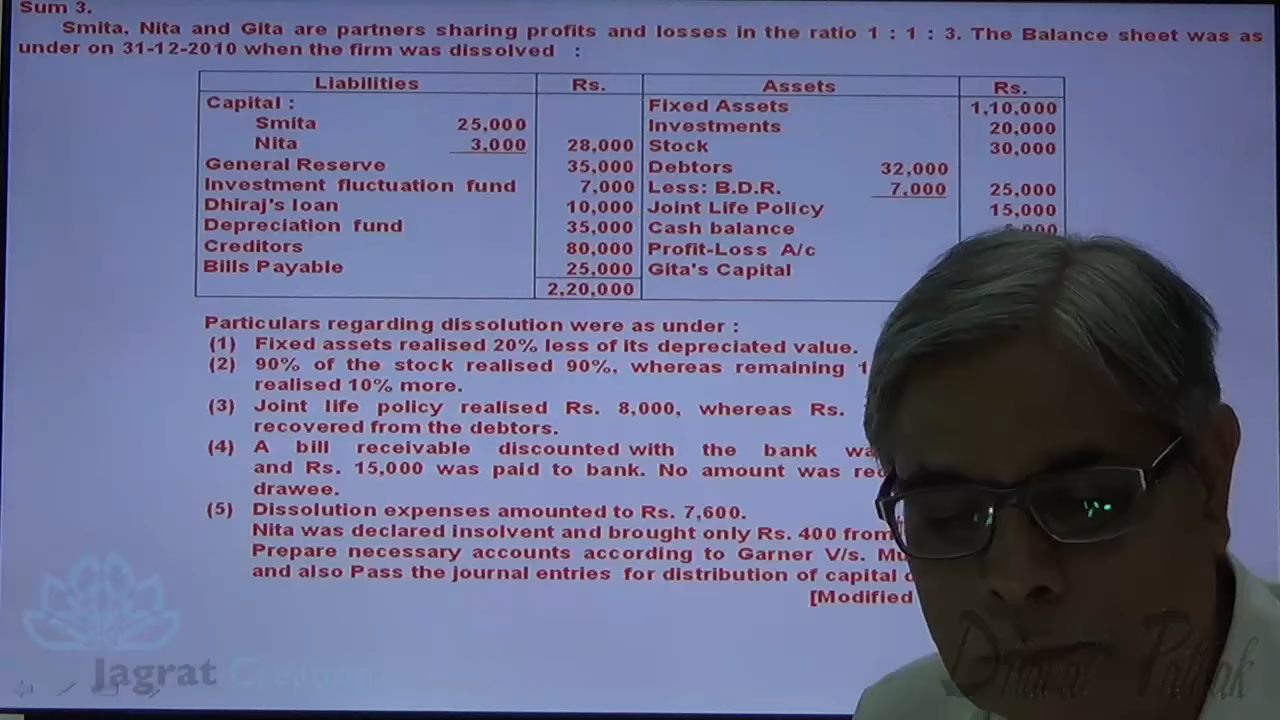 Sum 3.
Smita, Nita and Gita are partners sharing profits and losses in the ratio 1 : 1 : 3. The Balance sheet was as
under on 31-12-2010 when the firm was dissolved :
Liabilities Rs. Assets Rs.
Capital : Fixed Assets 1,10,000
Smita 25,000 Investments 20,000
Nita 3,000 28,000 Stock 30,000
General Reserve 35,000 Debtors 32,000
Investment fluctuation fund 7,000 Less: B.D.R. 7,000 25,000
Dhiraj's loan 10,000 Joint Life Policy 15,000
Depreciation fund 35,000 Cash balance
Creditors 80,000 Profit-Loss A/c
Bills Payable 25,000 Gita's Capital
2,20,000
Particulars regarding dissolution were as under :
(1) Fixed assets realised 20% less of its depreciated value.
(2) 90% of the stock realised 90%, whereas remaining
realised 10% more.
(3) Joint life policy realised Rs. 8,000, whereas Rs.
recovered from the debtors.
(4) A bill receivable discounted with the bank
and Rs. 15,000 was paid to bank. No amount was
drawee.
(5) Dissolution expenses amounted to Rs. 7,600.
Nita was declared insolvent and brought only Rs. 400 from
Prepare necessary accounts according to Garner V/s.
and also Pass the journal entries for distribution of capital
[Modified
Jagrat Creation